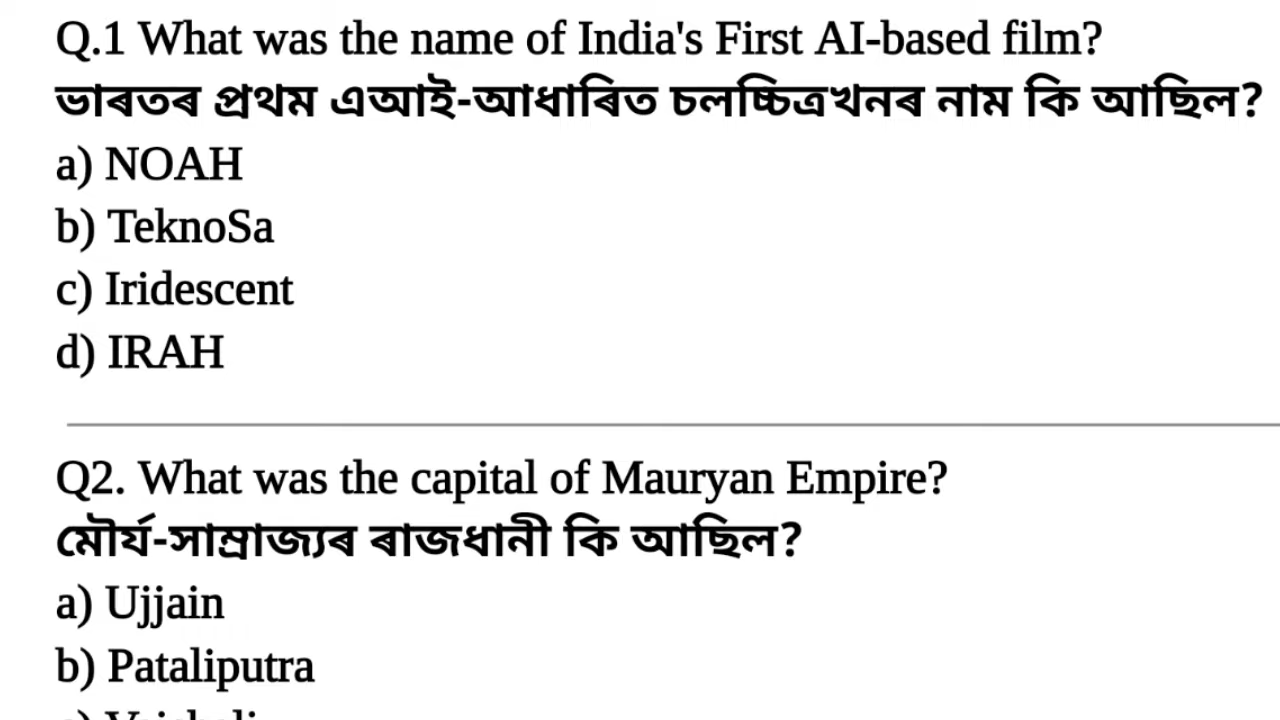 Q.1 What was the name of India's First AI-based film?
ভাৰতৰ প্ৰথম এআই-আধাৰিত চলচ্চিত্ৰখনৰ নাম কি আছিল?
a) NOAH
b) TeknoSa
c) Iridescent
d) IRAH
Q2. What was the capital of Mauryan Empire?
মৌৰ্য-সাম্ৰাজ্যৰ ৰাজধানী কি আছিল?
a) Ujjain
b) Pataliputra